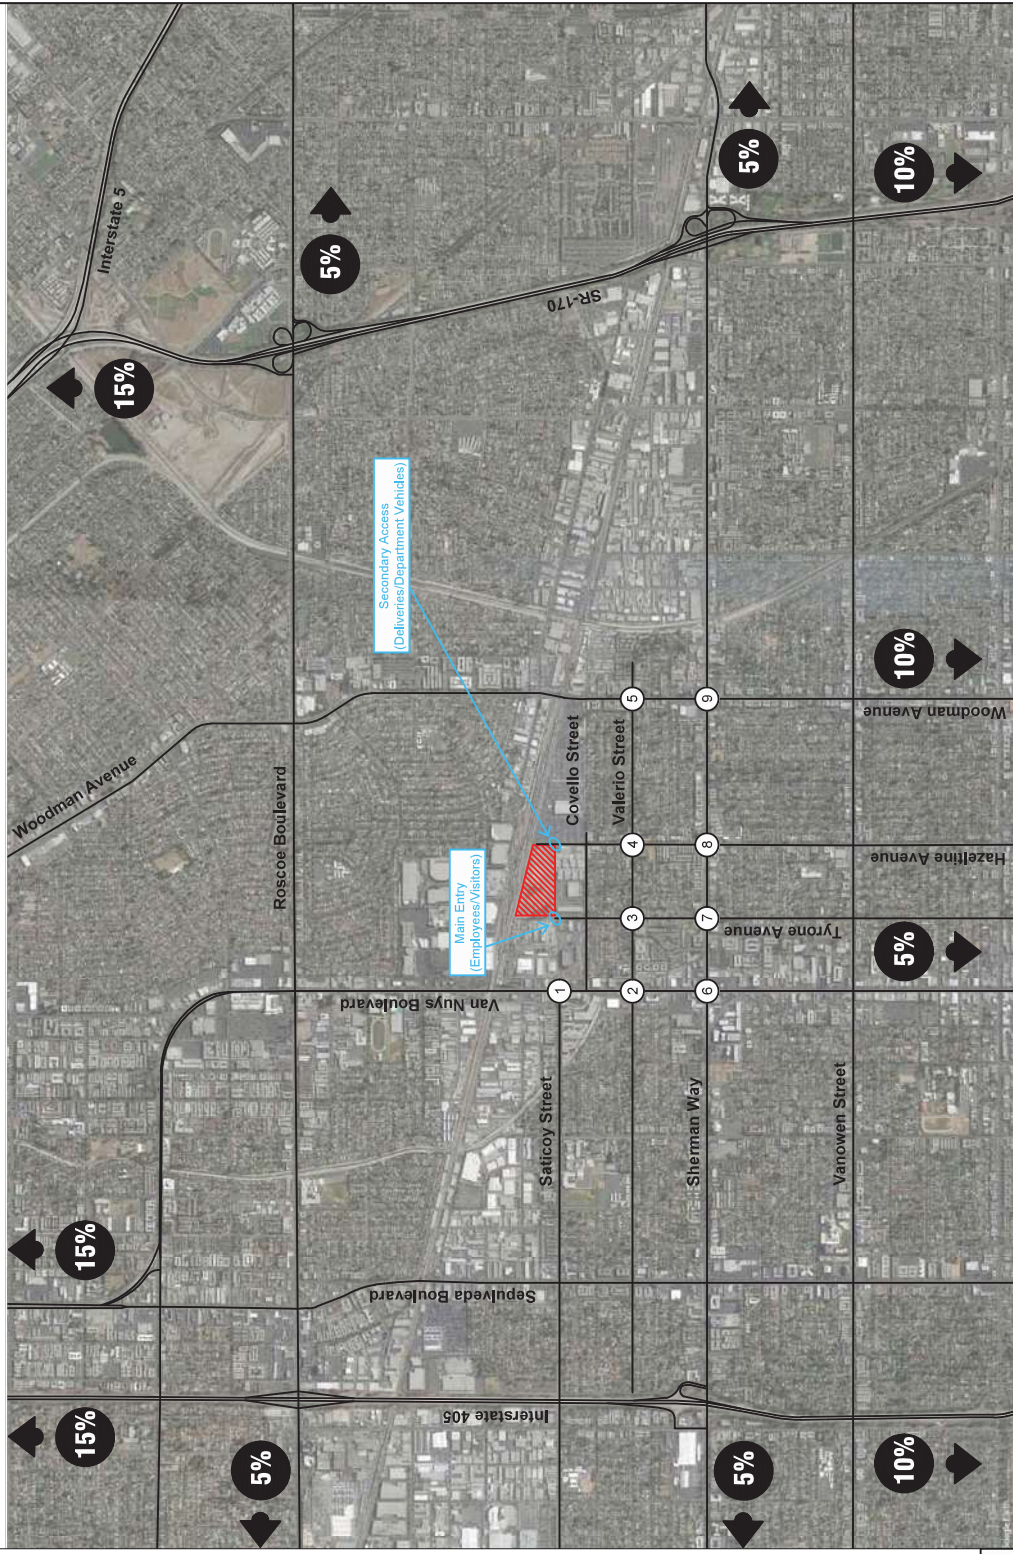 Interstate 5
15%
5%
5%
10%
SR-170
Secondary Access
(Deliveries/Department Vehicles)
Woodman Avenue
Roscoe Boulevard
Main Entry
(Employees/Visitors)
Covello Street
Valerio Street
10%
Woodman Avenue
Hazeltine Avenue
Tyrone Avenue
5%
5
9
4
8
3
7
1
2
6
Van Nuys Boulevard
Saticoy Street
Sherman Way
Vanowen Street
15%
Sepulveda Boulevard
Interstate 405
15%
5%
5%
10%